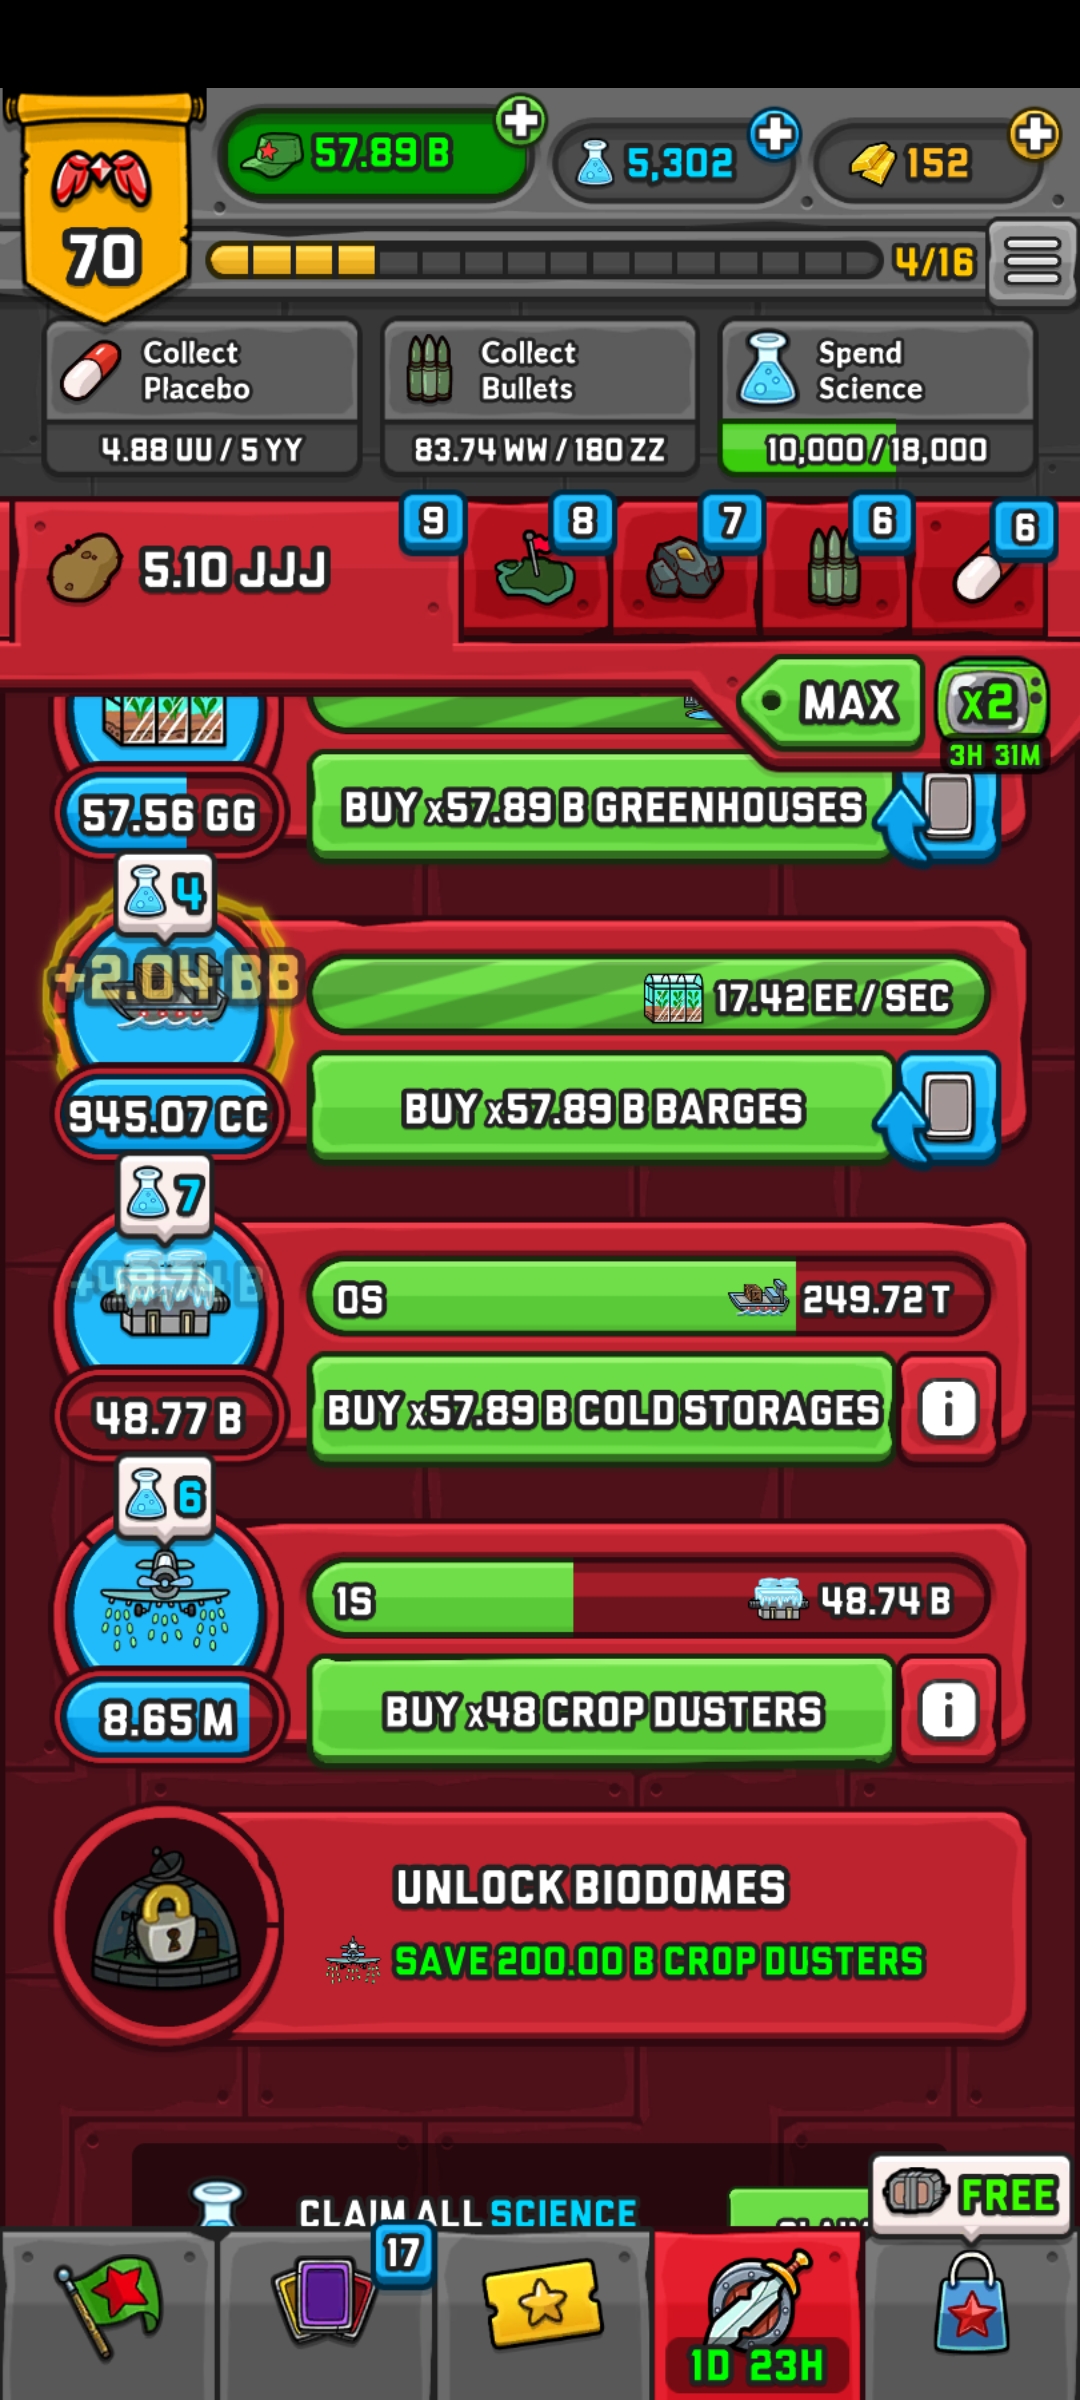 57.89 B
5,302
152
70
4/16
Collect
Placebo
4.88 UU / 5 YY
Collect
Bullets
83.74 WW / 180 ZZ
Spend
Science
10,000 / 18,000
5.10 JJJ
9
8
7
6
6
MAX
x2
3H 31M
57.56 GG
BUY x57.89 B GREENHOUSES
4
+2.04 BB
17.42 EE / SEC
945.07 CC
BUY x57.89 B BARGES
7
0S
249.72 T
48.77 B
BUY x57.89 B COLD STORAGES
i
6
1S
48.74 B
8.65 M
BUY x48 CROP DUSTERS
i
UNLOCK BIODOMES
SAVE 200.00 B CROP DUSTERS
CLAIM ALL SCIENCE
FREE
17
1D 23H